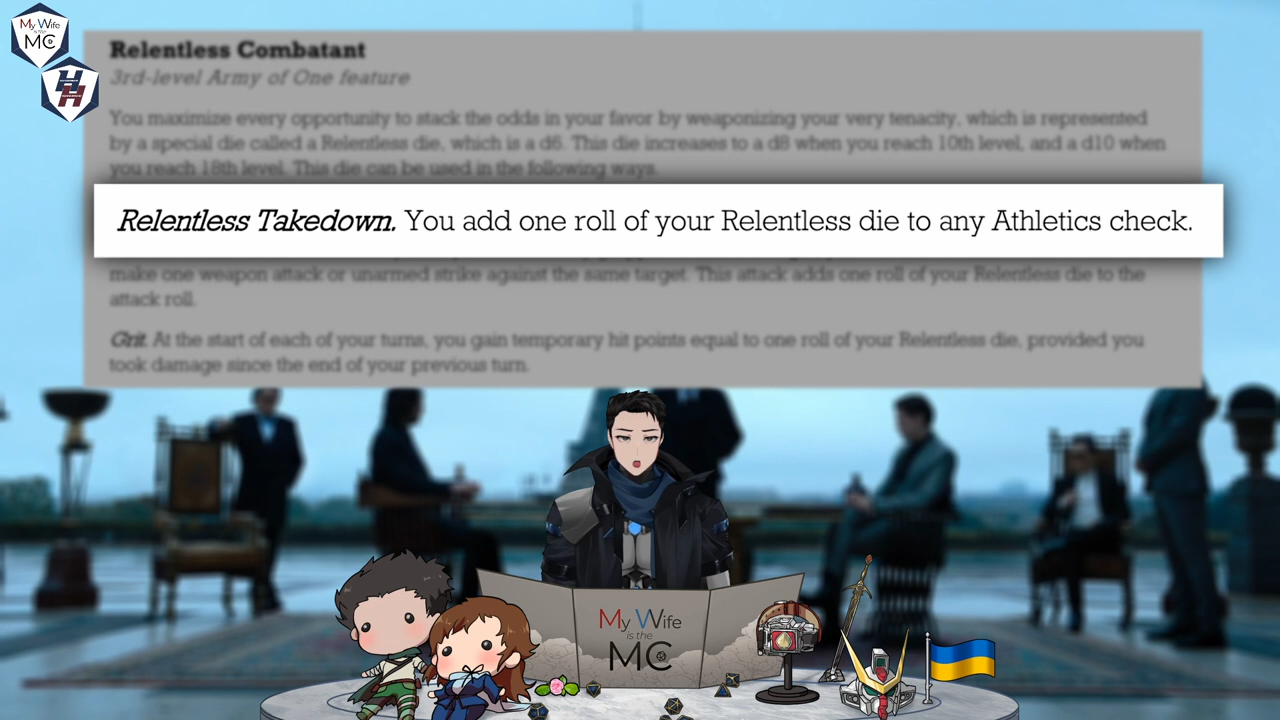 My Wife
is the
MC
HH
Relentless Combatant
3rd-level Army of One feature
You maximize every opportunity to stack the odds in your favor by weaponizing your very tenacity, which is represented
by a special die called a Relentless die, which is a d6. This die increases to a d8 when you reach 10th level, and a d10 when
you reach 18th level. This die can be used in the following ways.
Relentless Takedown. You add one roll of your Relentless die to any Athletics check.
make one weapon attack or unarmed strike against the same target. This attack adds one roll of your Relentless die to the
attack roll.
Grit. At the start of each of your turns, you gain temporary hit points equal to one roll of your Relentless die, provided you
took damage since the end of your previous turn.
My Wife
is the
MC